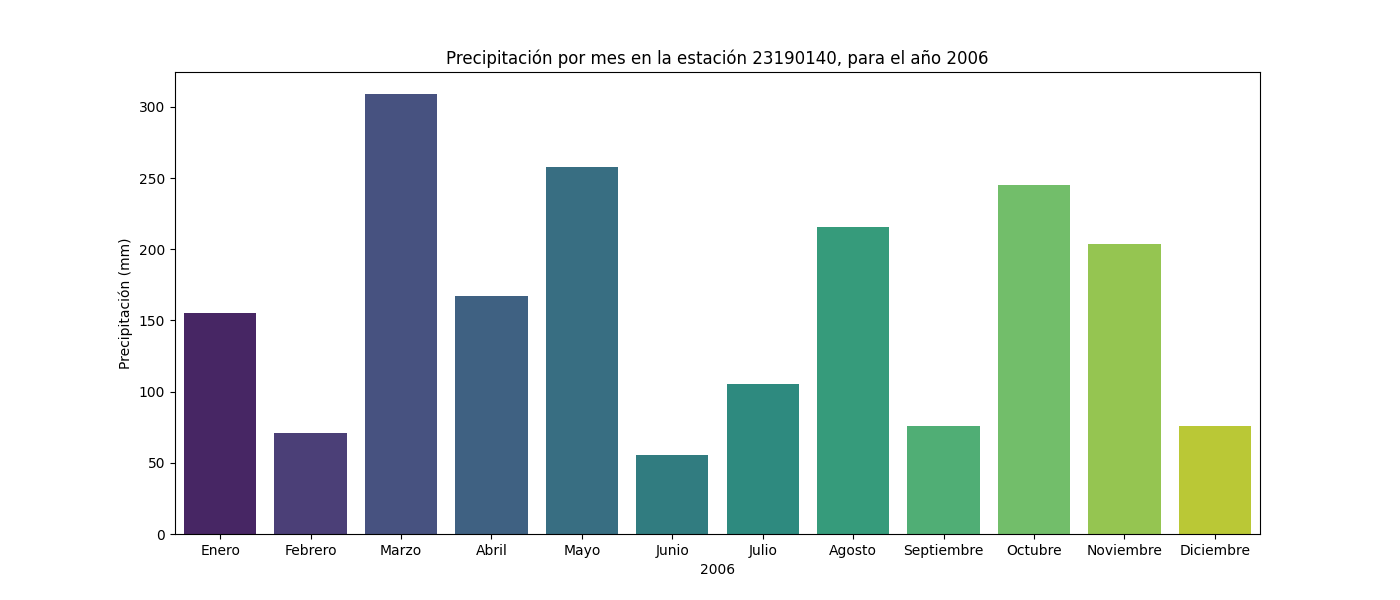 Precipitación por mes en la estación 23190140, para el año 2006
Precipitación (mm)
300
250
200
150
100
50
0
Enero Febrero Marzo Abril Mayo Junio Julio Agosto Septiembre Octubre Noviembre Diciembre
2006